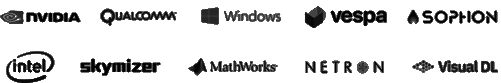 NVIDIA QUALCOMM Windows vespa SOPHON
intel skymizer MathWorks NETRON Visual DL